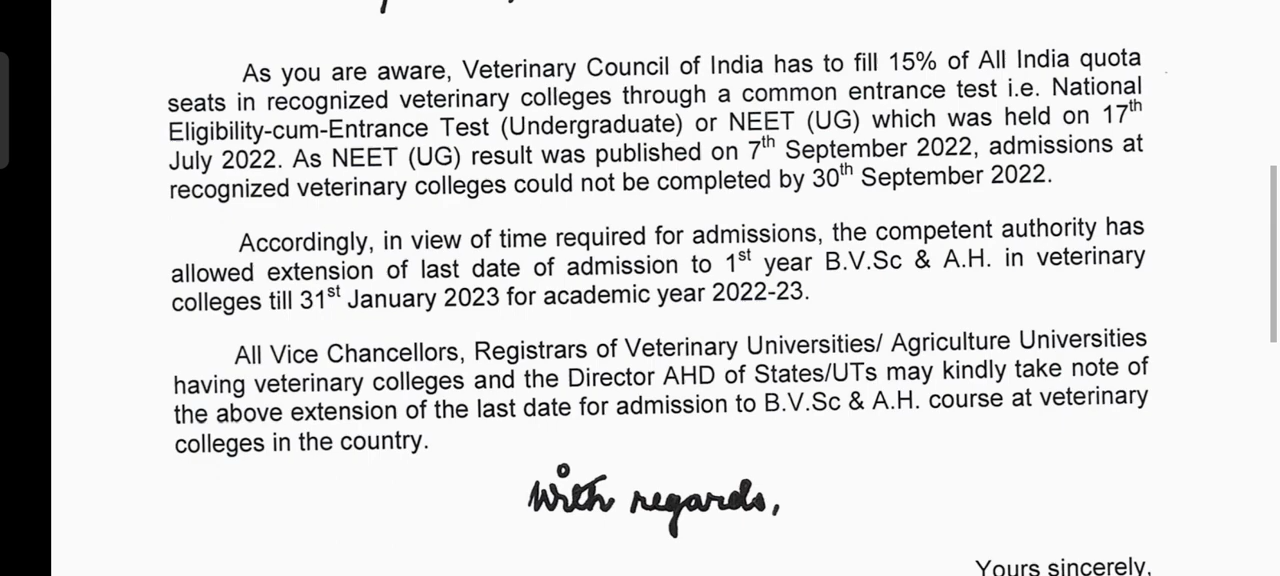 As you are aware, Veterinary Council of India has to fill 15% of All India quota
seats in recognized veterinary colleges through a common entrance test i.e. National
Eligibility-cum-Entrance Test (Undergraduate) or NEET (UG) which was held on 17th
July 2022. As NEET (UG) result was published on 7th September 2022, admissions at
recognized veterinary colleges could not be completed by 30th September 2022.
Accordingly, in view of time required for admissions, the competent authority has
allowed extension of last date of admission to 1st year B.V.Sc & A.H. in veterinary
colleges till 31st January 2023 for academic year 2022-23.
All Vice Chancellors, Registrars of Veterinary Universities/ Agriculture Universities
having veterinary colleges and the Director AHD of States/UTs may kindly take note of
the above extension of the last date for admission to B.V.Sc & A.H. course at veterinary
colleges in the country.
with regards,
Yours sincerely,